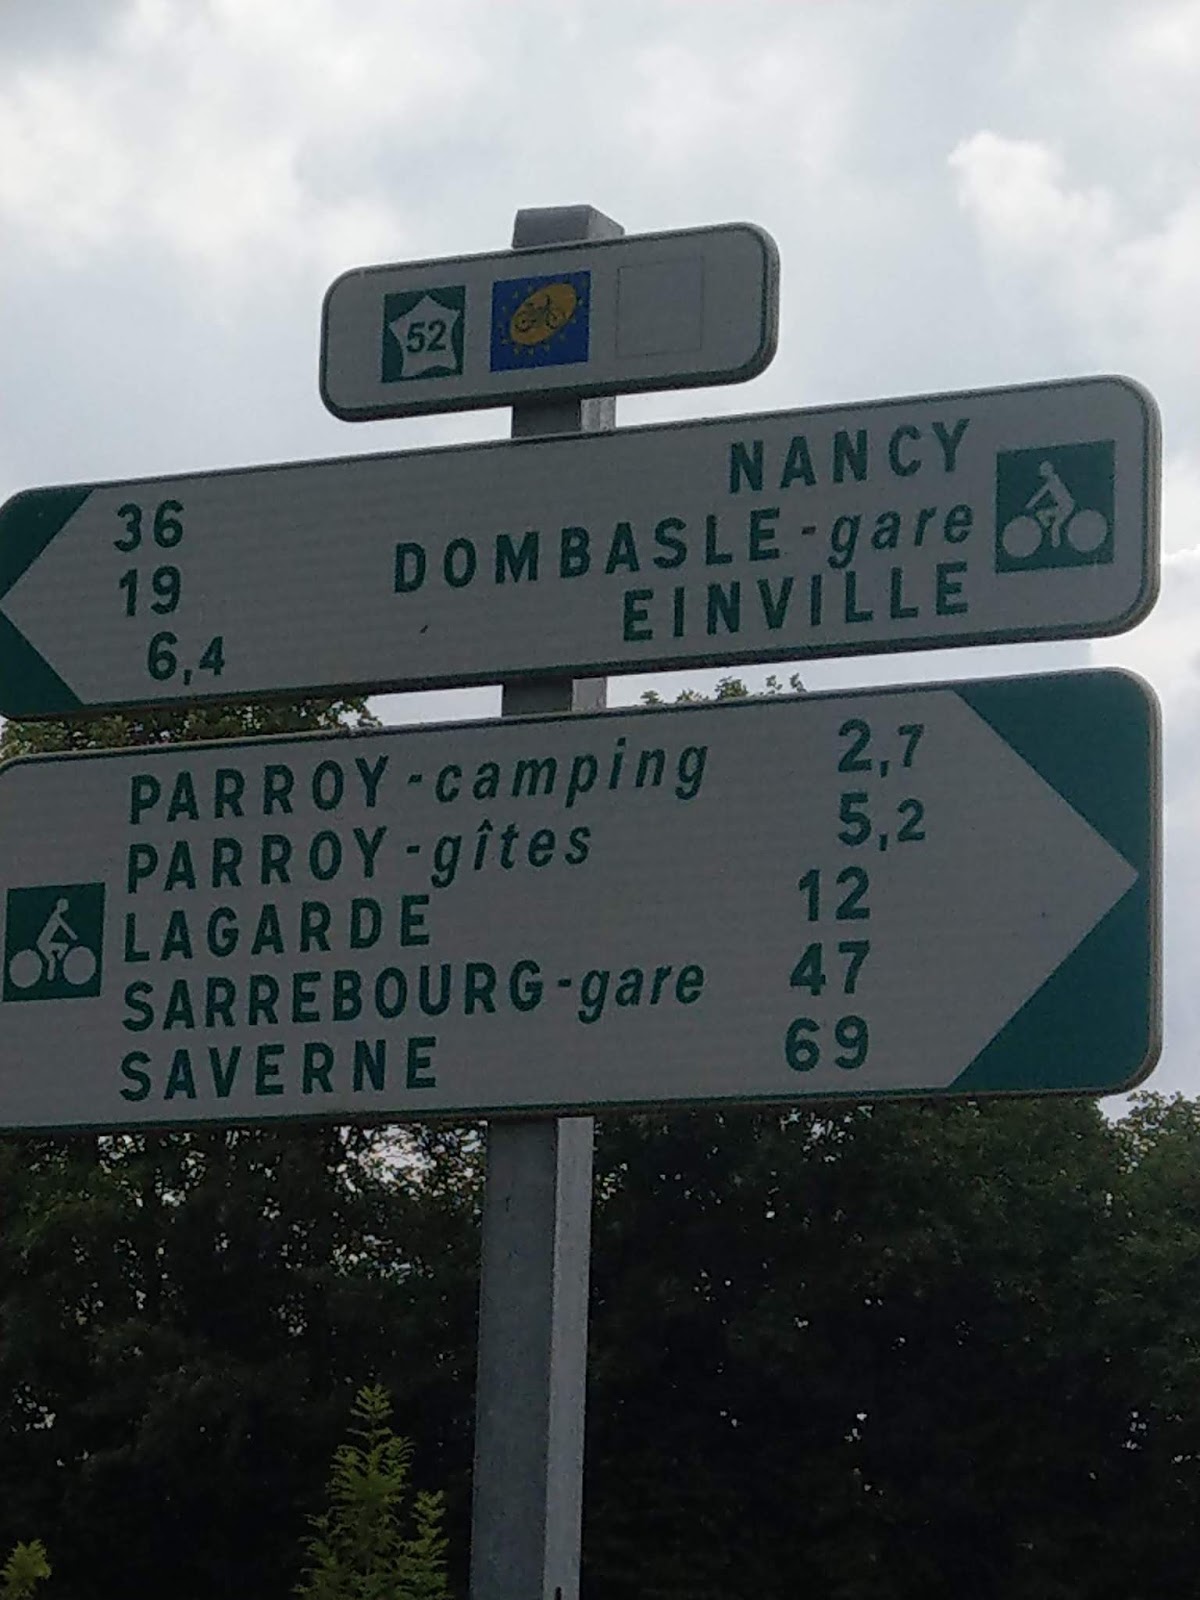 52
36 NANCY
19 DOMBASLE-gare
6,4 EINVILLE
PARROY-camping 2,7
PARROY-gîtes 5,2
LAGARDE 12
SARREBOURG-gare 47
SAVERNE 69